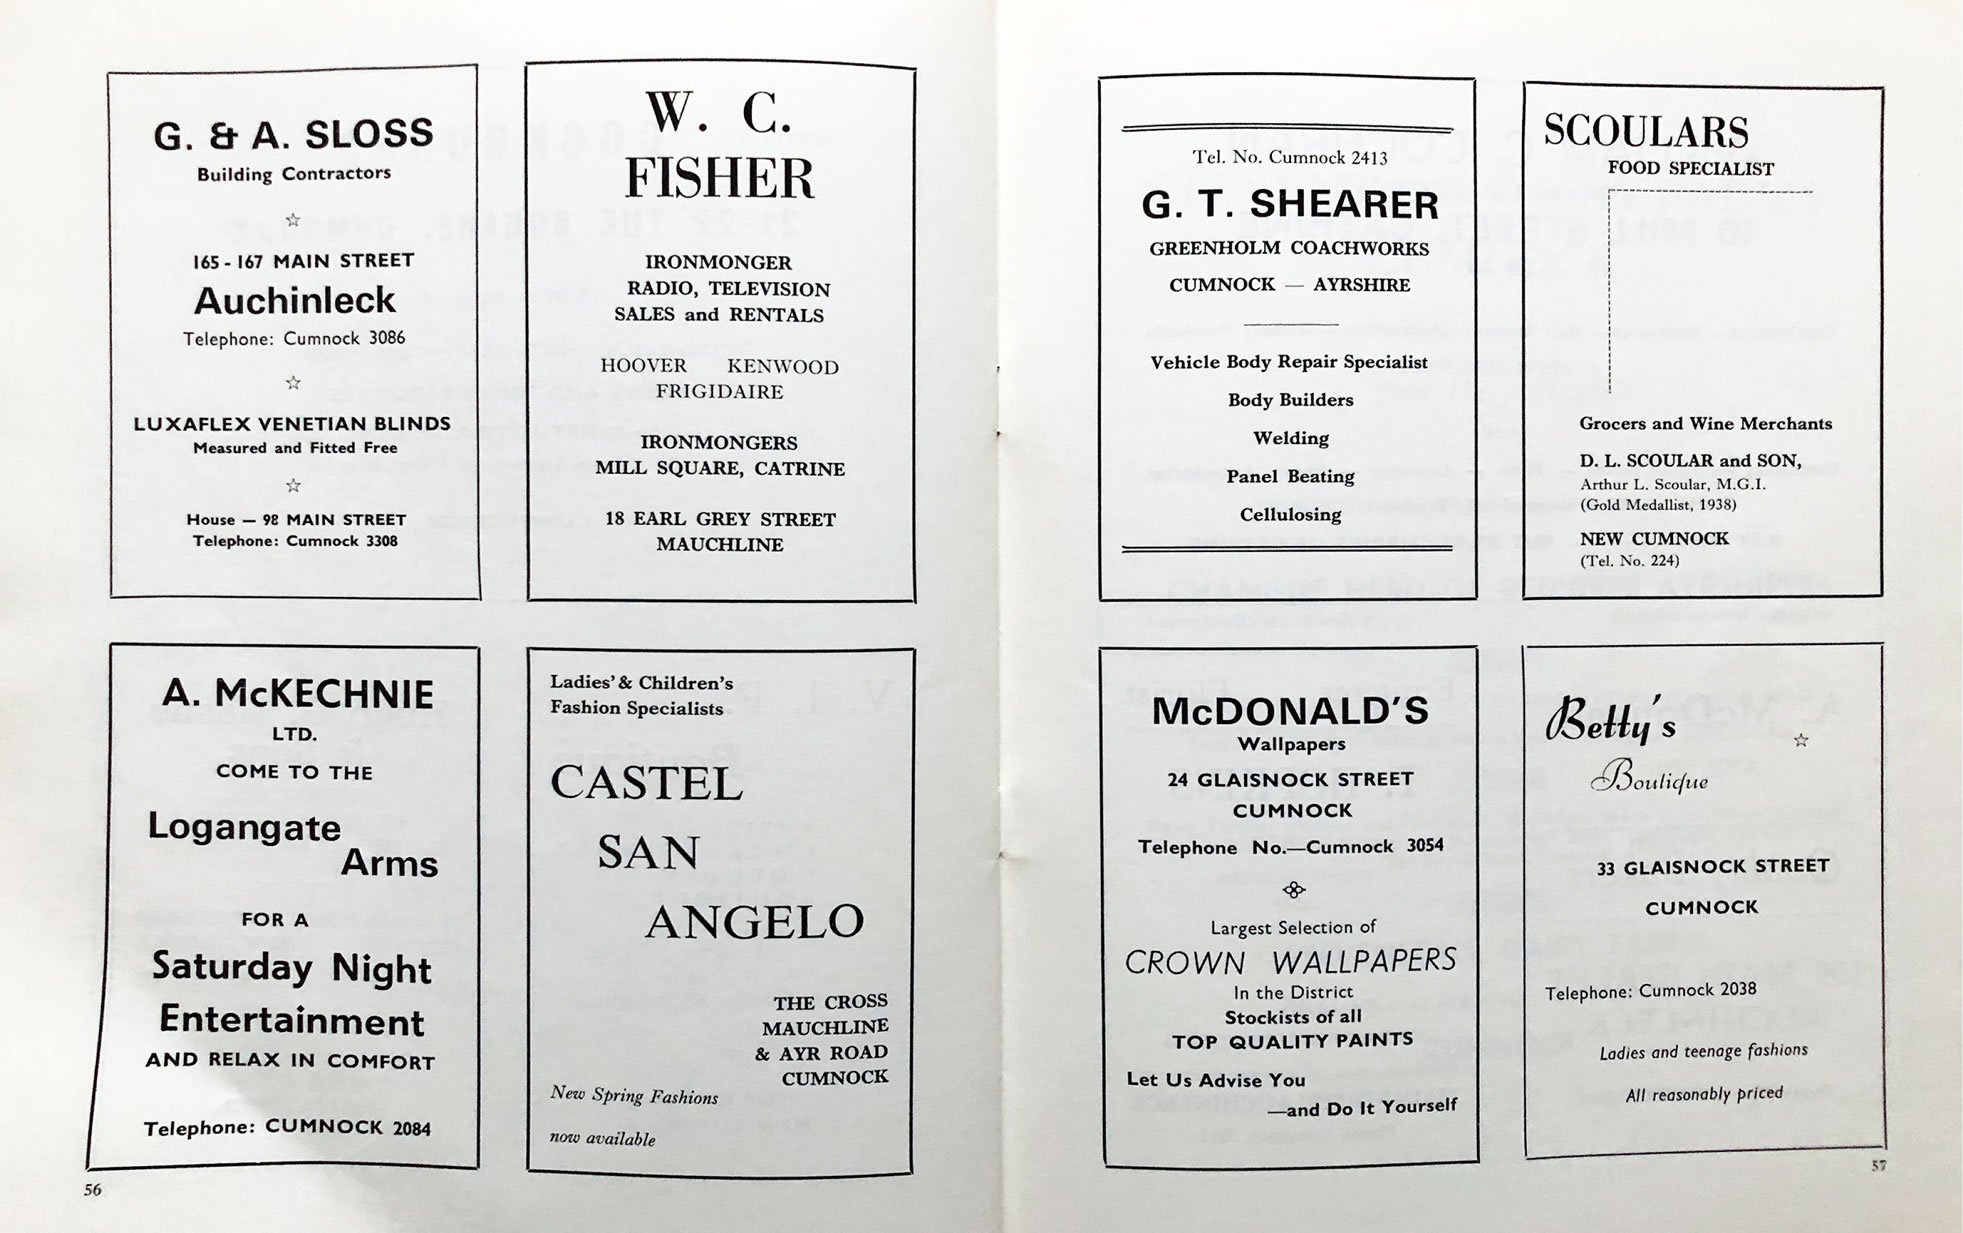 G. & A. SLOSS
Building Contractors
165 - 167 MAIN STREET
Auchinleck
Telephone: Cumnock 3086
LUXAFLEX VENETIAN BLINDS
Measured and Fitted Free
House — 98 MAIN STREET
Telephone: Cumnock 3308
W. C.
FISHER
IRONMONGER
RADIO, TELEVISION
SALES and RENTALS
HOOVER KENWOOD
FRIGIDAIRE
IRONMONGERS
MILL SQUARE, CATRINE
18 EARL GREY STREET
MAUCHLINE
A. McKECHNIE
LTD.
COME TO THE
Logangate
Arms
FOR A
Saturday Night
Entertainment
AND RELAX IN COMFORT
Telephone: CUMNOCK 2084
Ladies' & Children's
Fashion Specialists
CASTEL
SAN
ANGELO
THE CROSS
MAUCHLINE
& AYR ROAD
CUMNOCK
New Spring Fashions
now available
56
Tel. No. Cumnock 2413
G. T. SHEARER
GREENHOLM COACHWORKS
CUMNOCK — AYRSHIRE
Vehicle Body Repair Specialist
Body Builders
Welding
Panel Beating
Cellulosing
SCOULARS
FOOD SPECIALIST
Grocers and Wine Merchants
D. L. SCOULAR and SON,
Arthur L. Scoular, M.G.I.
(Gold Medallist, 1938)
NEW CUMNOCK
(Tel. No. 224)
McDONALD'S
Wallpapers
24 GLAISNOCK STREET
CUMNOCK
Telephone No.—Cumnock 3054
Largest Selection of
CROWN WALLPAPERS
In the District
Stockists of all
TOP QUALITY PAINTS
Let Us Advise You
—and Do It Yourself
Betty's
Boutique
33 GLAISNOCK STREET
CUMNOCK
Telephone: Cumnock 2038
Ladies and teenage fashions
All reasonably priced
57